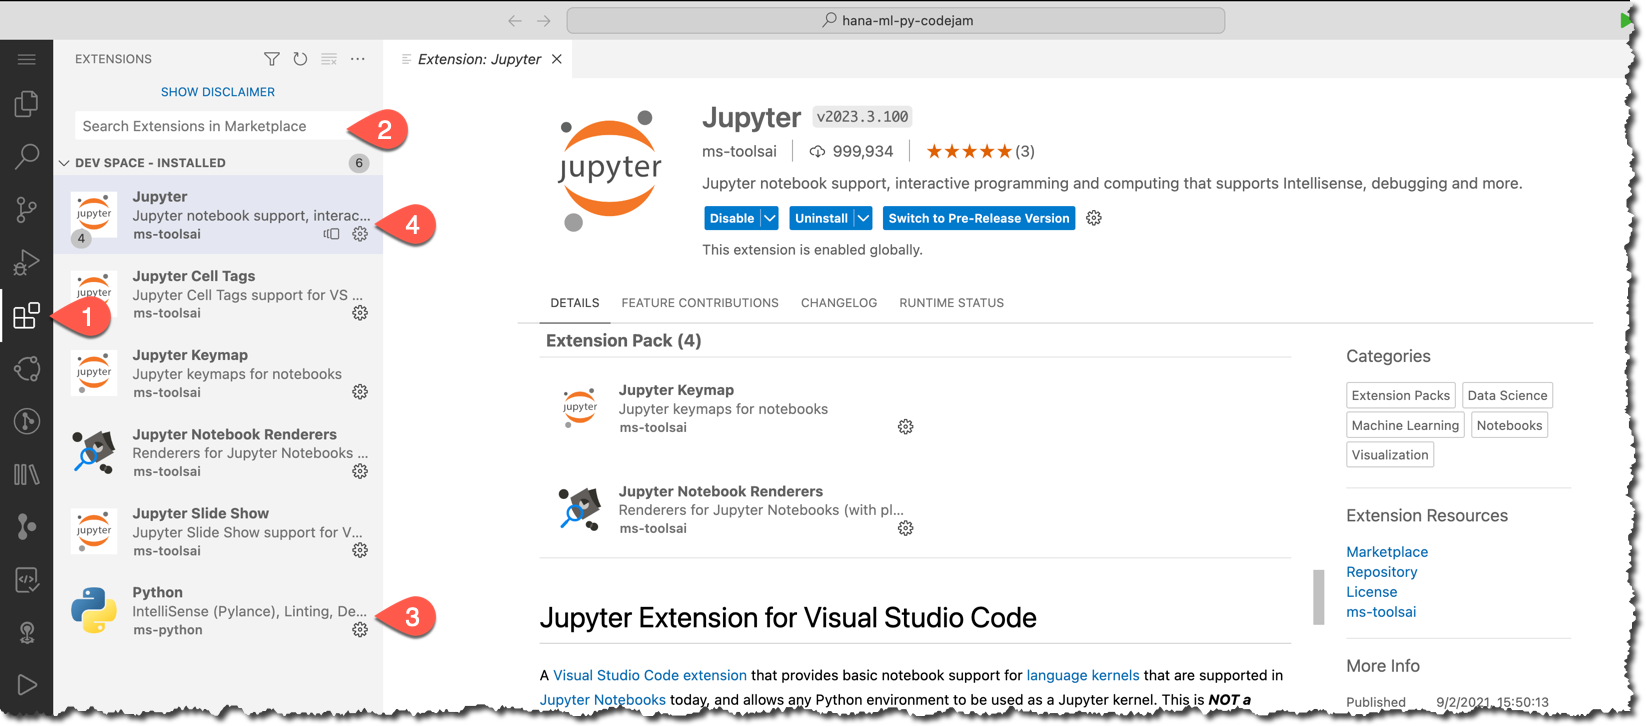 hana-ml-py-codejam
EXTENSIONS
SHOW DISCLAIMER
Search Extensions in Marketplace
2
DEV SPACE - INSTALLED
6
jupyter
4
Jupyter
Jupyter notebook support, interac...
ms-toolsai
4
jupyter
Jupyter Cell Tags
Jupyter Cell Tags support for VS ...
ms-toolsai
1
jupyter
Jupyter Keymap
Jupyter keymaps for notebooks
ms-toolsai
Jupyter Notebook Renderers
Renderers for Jupyter Notebooks ...
ms-toolsai
jupyter
Jupyter Slide Show
Jupyter Slide Show support for V...
ms-toolsai
Python
IntelliSense (Pylance), Linting, De...
ms-python
3
Extension: Jupyter
jupyter
Jupyter v2023.3.100
ms-toolsai 999,934 (3)
Jupyter notebook support, interactive programming and computing that supports Intellisense, debugging and more.
Disable Uninstall Switch to Pre-Release Version
This extension is enabled globally.
DETAILS FEATURE CONTRIBUTIONS CHANGELOG RUNTIME STATUS
Extension Pack (4)
jupyter
Jupyter Keymap
Jupyter keymaps for notebooks
ms-toolsai
Jupyter Notebook Renderers
Renderers for Jupyter Notebooks (with pl...
ms-toolsai
Jupyter Extension for Visual Studio Code
A Visual Studio Code extension that provides basic notebook support for language kernels that are supported in
Jupyter Notebooks today, and allows any Python environment to be used as a Jupyter kernel. This is NOT a
Categories
Extension Packs Data Science
Machine Learning Notebooks
Visualization
Extension Resources
Marketplace
Repository
License
ms-toolsai
More Info
Published 9/2/2021, 15:50:13